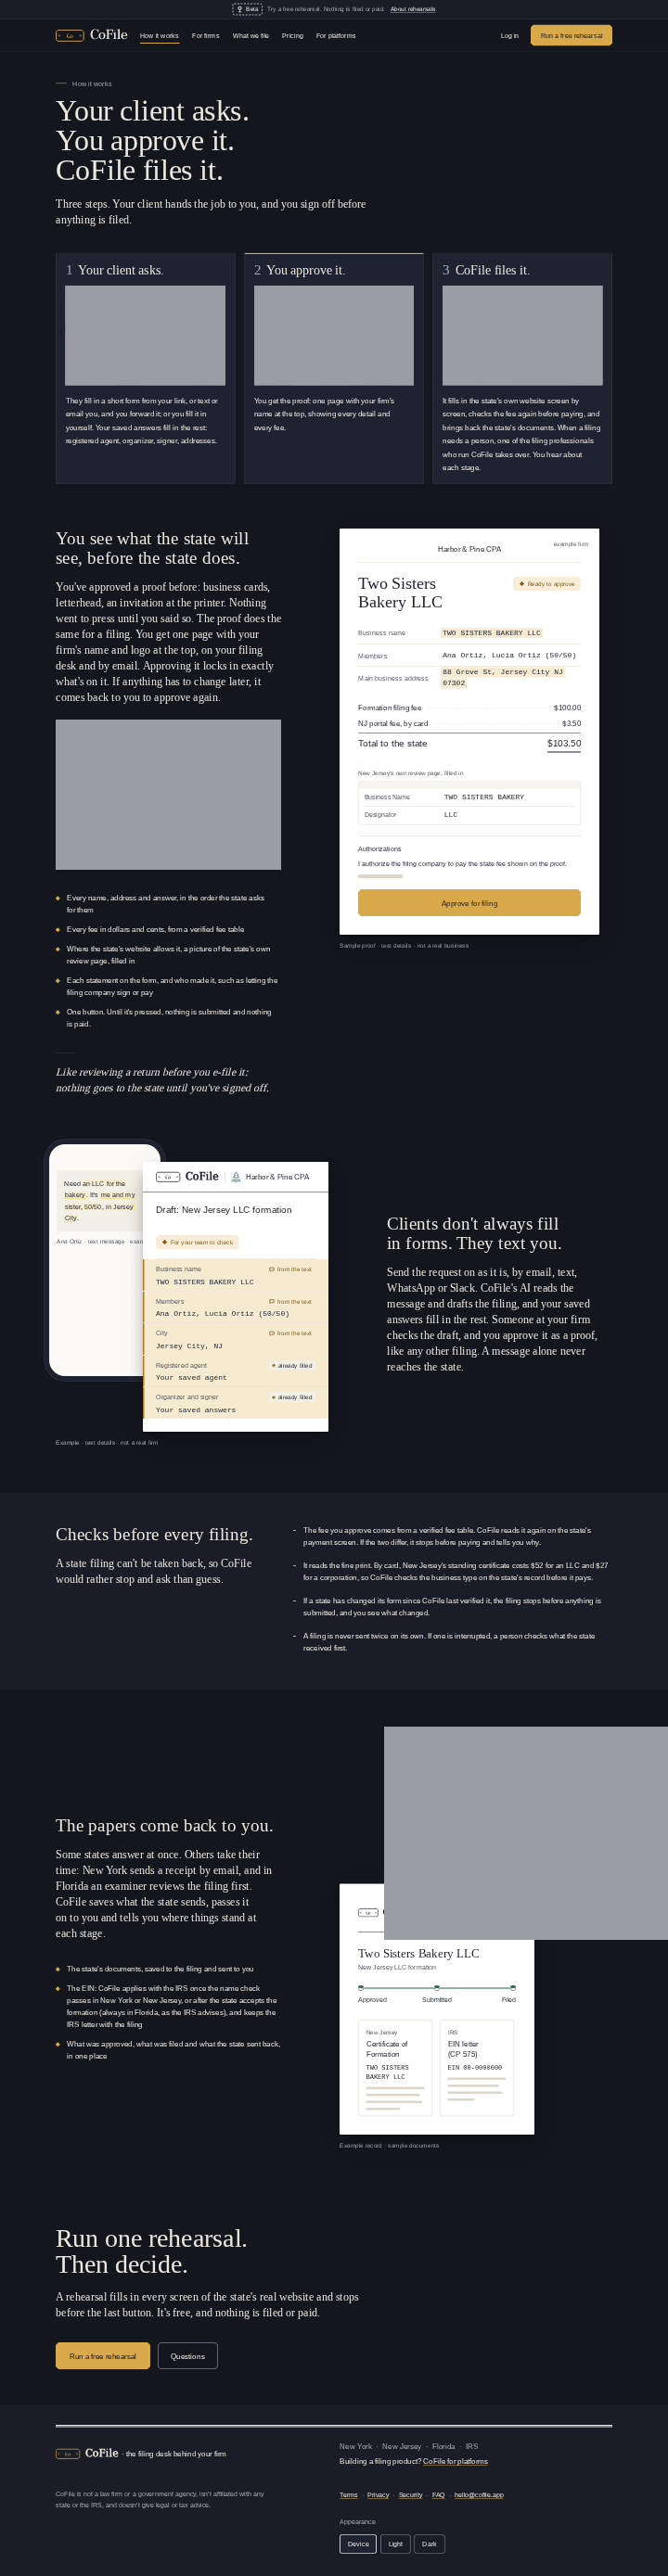 Beta Try a free rehearsal. Nothing is filed or paid. About rehearsals
Co CoFile How it works For firms What we file Pricing For platforms Log in Run a free rehearsal
How it works
Your client asks.
You approve it.
CoFile files it.
Three steps. Your client hands the job to you, and you sign off before
anything is filed.
1 Your client asks.
They fill in a short form from your link, or text or
email you, and you forward it; or you fill it in
yourself. Your saved answers fill in the rest:
registered agent, organizer, signer, addresses.
2 You approve it.
You get the proof: one page with your firm's
name at the top, showing every detail and
every fee.
3 CoFile files it.
It fills in the state's own website screen by
screen, checks the fee again before paying, and
brings back the state's documents. When a filing
needs a person, one of the filing professionals
who run CoFile takes over. You hear about
each stage.
You see what the state will
see, before the state does.
You've approved a proof before: business cards,
letterhead, an invitation at the printer. Nothing
went to press until you said so. The proof does the
same for a filing. You get one page with your
firm's name and logo at the top, on your filing
desk and by email. Approving it locks in exactly
what's on it. If anything has to change later, it
comes back to you to approve again.
Every name, address and answer, in the order the state asks
for them
Every fee in dollars and cents, from a verified fee table
Where the state's website allows it, a picture of the state's own
review page, filled in
Each statement on the form, and who made it, such as letting the
filing company sign or pay
One button. Until it's pressed, nothing is submitted and nothing
is paid.
Like reviewing a return before you e-file it:
nothing goes to the state until you've signed off.
Harbor & Pine CPA
example firm
Two Sisters
Bakery LLC
Ready to approve
Business name TWO SISTERS BAKERY LLC
Members Ana Ortiz, Lucia Ortiz (50/50)
Main business address 88 Grove St, Jersey City NJ
07302
Formation filing fee $100.00
NJ portal fee, by card $3.50
Total to the state $103.50
New Jersey's own review page, filled in
Business Name TWO SISTERS BAKERY
Designator LLC
Authorizations
I authorize the filing company to pay the state fee shown on the proof.
Approve for filing
Sample proof · test details · not a real business
Need an LLC for the
bakery. It's me and my
sister, 50/50, in Jersey
City.
Ana Ortiz · text message · exam
Co CoFile Harbor & Pine CPA
Draft: New Jersey LLC formation
For your team to check
Business name from the text
TWO SISTERS BAKERY LLC
Members from the text
Ana Ortiz, Lucia Ortiz (50/50)
City from the text
Jersey City, NJ
Registered agent already filled
Your saved agent
Organizer and signer already filled
Your saved answers
Example · test details · not a real firm
Clients don't always fill
in forms. They text you.
Send the request on as it is, by email, text,
WhatsApp or Slack. CoFile's AI reads the
message and drafts the filing, and your saved
answers fill in the rest. Someone at your firm
checks the draft, and you approve it as a proof,
like any other filing. A message alone never
reaches the state.
Checks before every filing.
A state filing can't be taken back, so CoFile
would rather stop and ask than guess.
– The fee you approve comes from a verified fee table. CoFile reads it again on the state's
payment screen. If the two differ, it stops before paying and tells you why.
– It reads the fine print. By card, New Jersey's standing certificate costs $52 for an LLC and $27
for a corporation, so CoFile checks the business type on the state's record before it pays.
– If a state has changed its form since CoFile last verified it, the filing stops before anything is
submitted, and you see what changed.
– A filing is never sent twice on its own. If one is interrupted, a person checks what the state
received first.
The papers come back to you.
Some states answer at once. Others take their
time: New York sends a receipt by email, and in
Florida an examiner reviews the filing first.
CoFile saves what the state sends, passes it
on to you and tells you where things stand at
each stage.
The state's documents, saved to the filing and sent to you
The EIN: CoFile applies with the IRS once the name check
passes in New York or New Jersey, or after the state accepts the
formation (always in Florida, as the IRS advises), and keeps the
IRS letter with the filing
What was approved, what was filed and what the state sent back,
in one place
Co
Two Sisters Bakery LLC
New Jersey LLC formation
Approved Submitted Filed
New Jersey
Certificate of
Formation
TWO SISTERS
BAKERY LLC
IRS
EIN letter
(CP 575)
EIN 00-0000000
Example record · sample documents
Run one rehearsal.
Then decide.
A rehearsal fills in every screen of the state's real website and stops
before the last button. It's free, and nothing is filed or paid.
Run a free rehearsal Questions
Co CoFile · the filing desk behind your firm
CoFile is not a law firm or a government agency, isn't affiliated with any
state or the IRS, and doesn't give legal or tax advice.
New York · New Jersey · Florida · IRS
Building a filing product? CoFile for platforms
Terms · Privacy · Security · FAQ · hello@cofile.app
Appearance
Device Light Dark